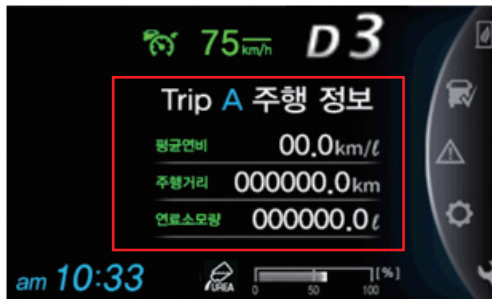 75 km/h D 3
Trip A 주행 정보
평균연비 00.0 km/ℓ
주행거리 000000.0 km
연료소모량 000000.0 ℓ
am 10:33 UREA 0 50 100 [%]